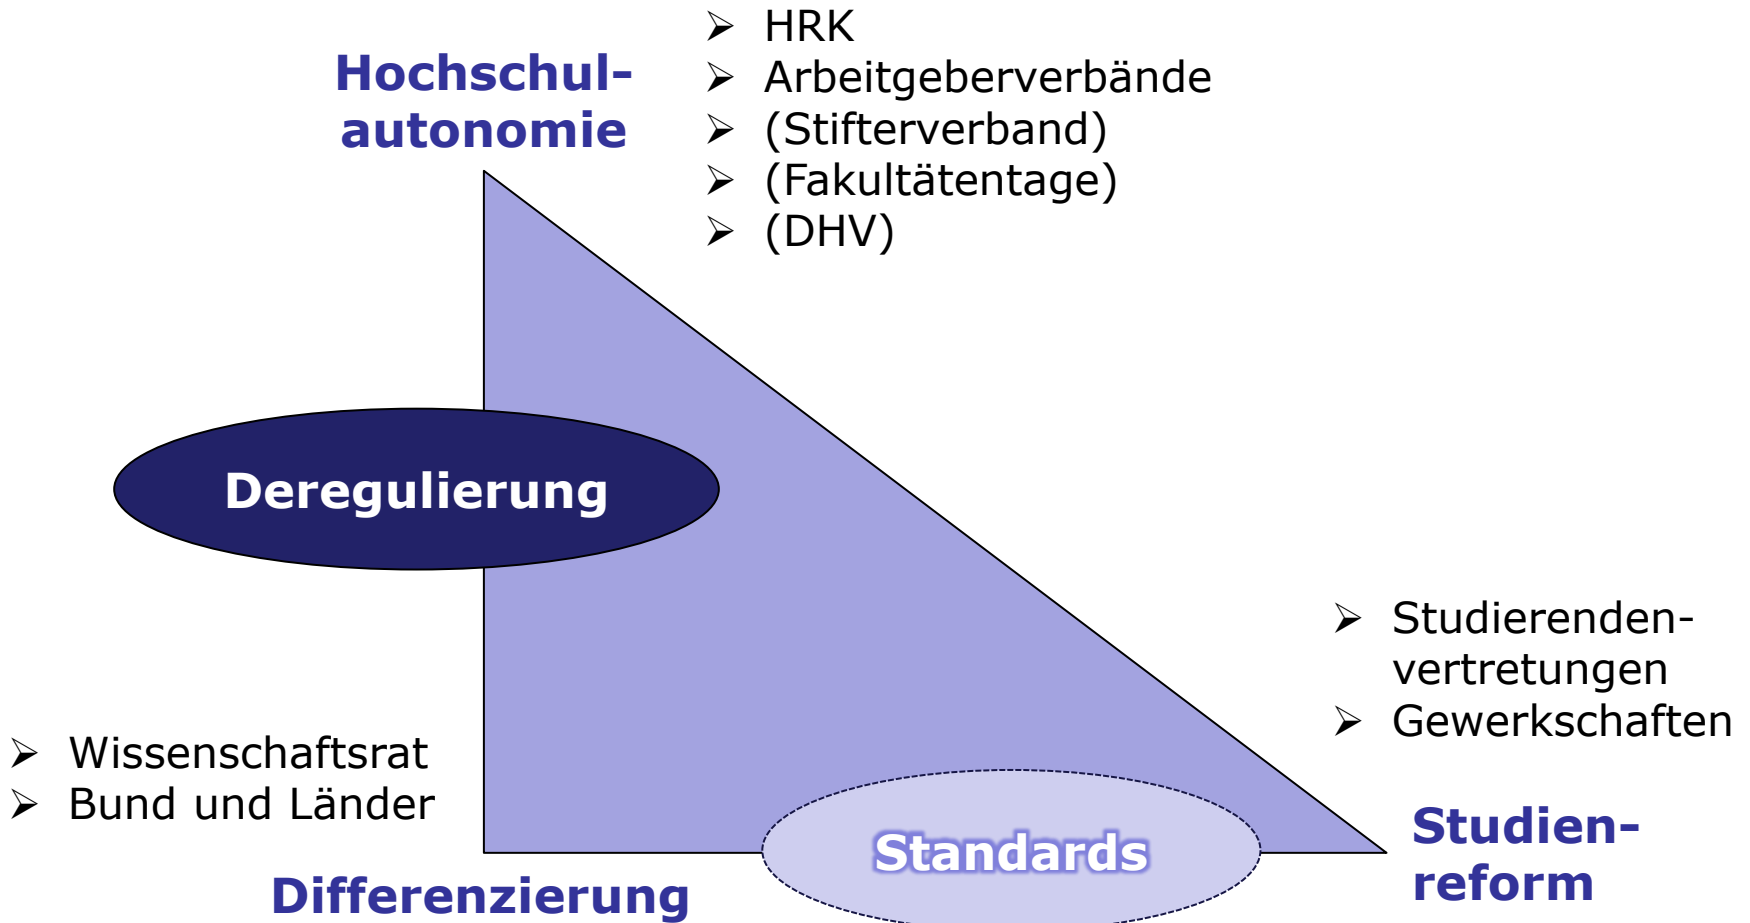 Hochschul-
autonomie
➢ HRK
➢ Arbeitgeberverbände
➢ (Stifterverband)
➢ (Fakultätentage)
➢ (DHV)
Deregulierung
➢ Studierenden-
vertretungen
➢ Gewerkschaften
➢ Wissenschaftsrat
➢ Bund und Länder
Standards
Studien-
reform
Differenzierung